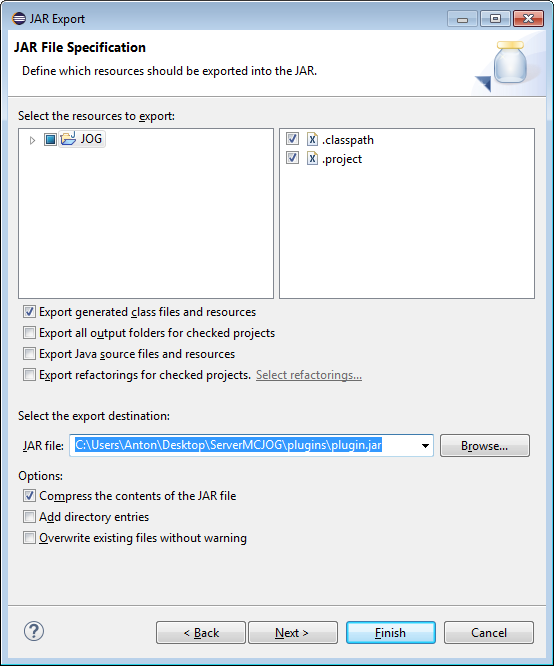 JAR Export
JAR File Specification
Define which resources should be exported into the JAR.
Select the resources to export:
JOG
.classpath
.project
Export generated class files and resources
Export all output folders for checked projects
Export Java source files and resources
Export refactorings for checked projects. Select refactorings...
Select the export destination:
JAR file: C:\Users\Anton\Desktop\ServerMCJOG\plugins\plugin.jar Browse...
Options:
Compress the contents of the JAR file
Add directory entries
Overwrite existing files without warning
? < Back Next > Finish Cancel